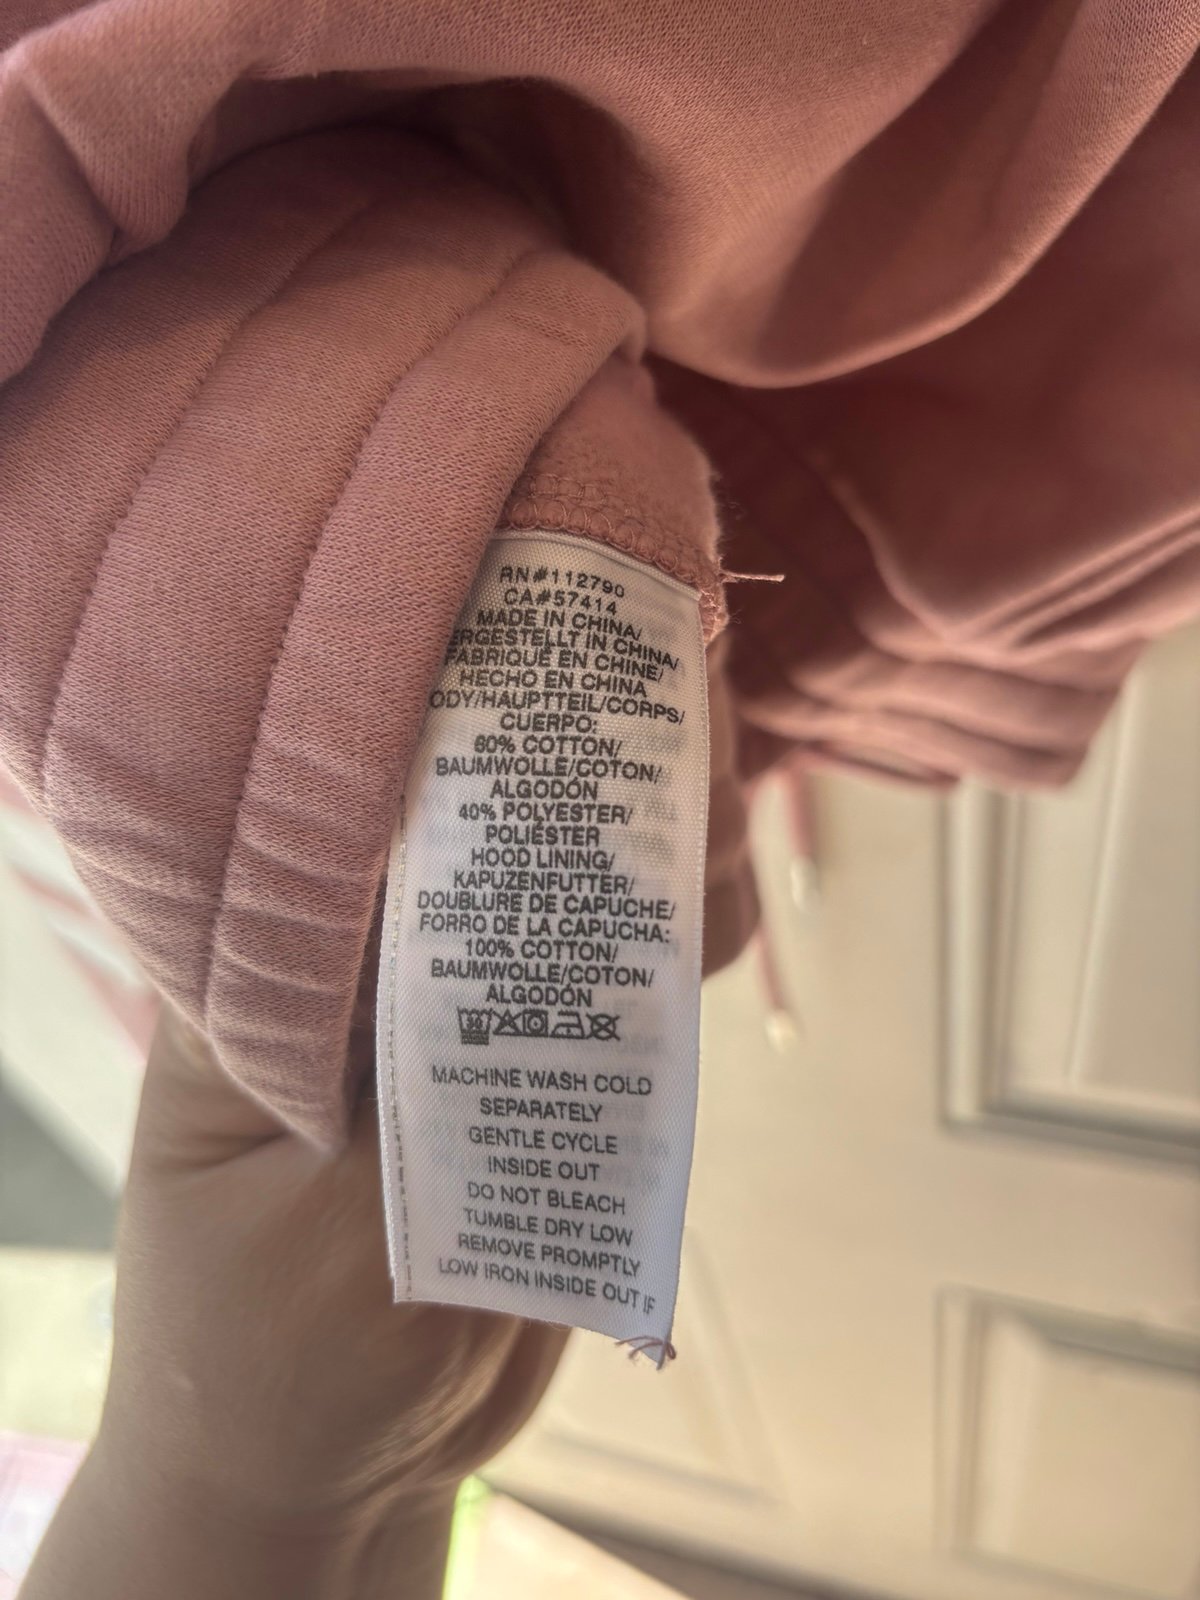 RN#112790
CA#57414
MADE IN CHINA/
ERGESTELLT IN CHINA/
FABRIQUÉ EN CHINE/
HECHO EN CHINA
ODY/HAUPTTEIL/CORPS/
CUERPO:
60% COTTON/
BAUMWOLLE/COTON/
ALGODÓN
40% POLYESTER/
POLIÉSTER
HOOD LINING/
KAPUZENFUTTER/
DOUBLURE DE CAPUCHE/
FORRO DE LA CAPUCHA:
100% COTTON/
BAUMWOLLE/COTON/
ALGODÓN
30
MACHINE WASH COLD
SEPARATELY
GENTLE CYCLE
INSIDE OUT
DO NOT BLEACH
TUMBLE DRY LOW
REMOVE PROMPTLY
LOW IRON INSIDE OUT IF